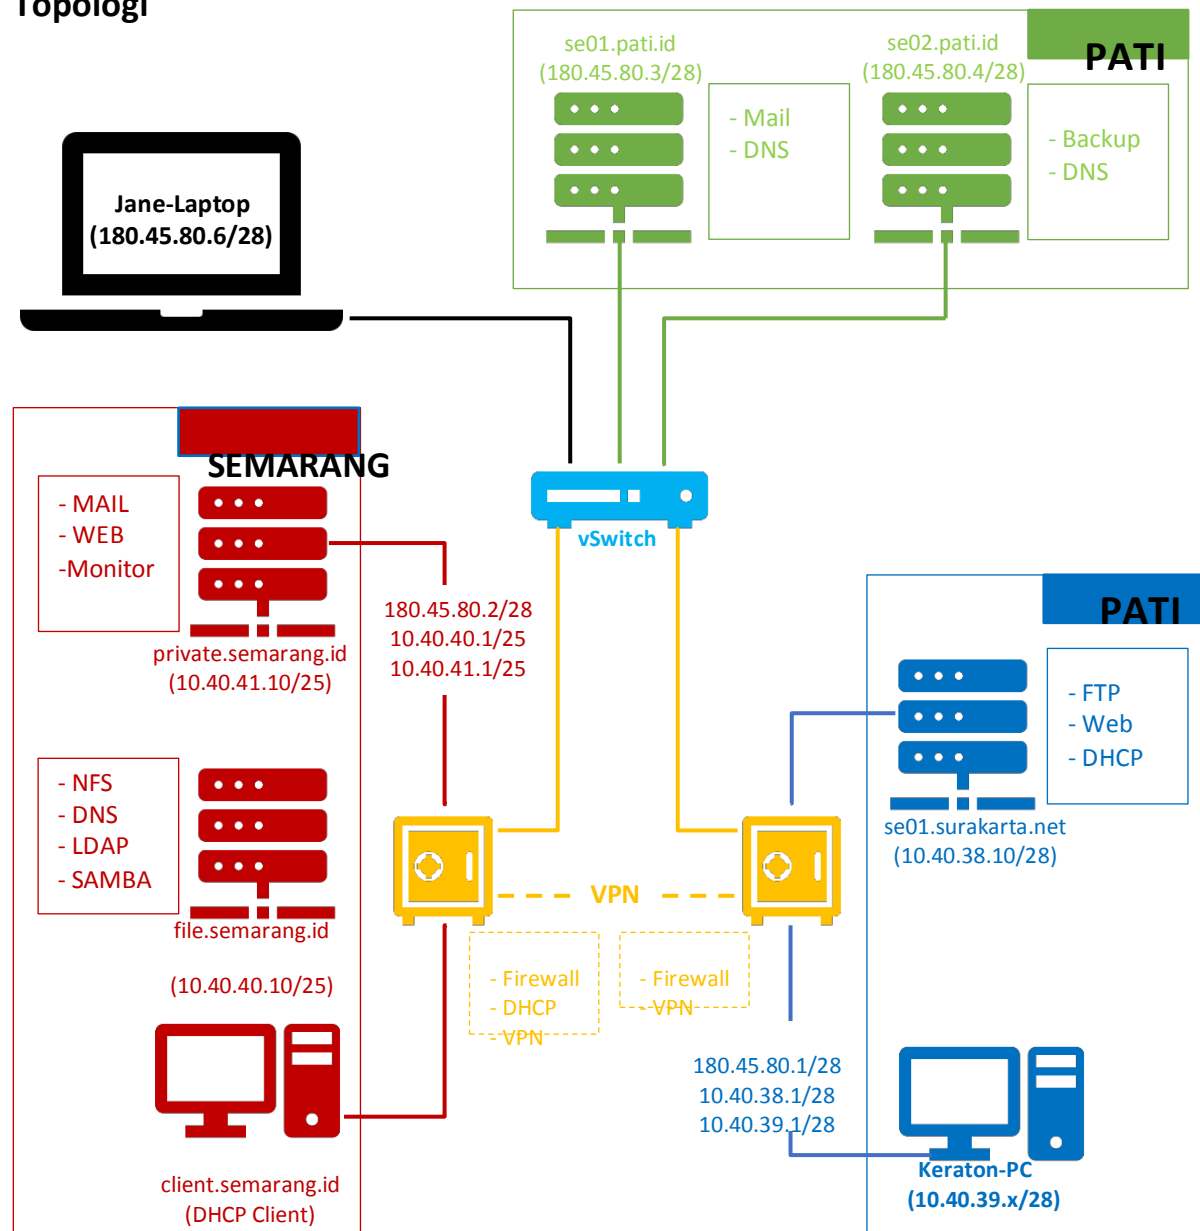 Topologi
PATI
se01.pati.id
(180.45.80.3/28)
- Mail
- DNS
se02.pati.id
(180.45.80.4/28)
- Backup
- DNS
Jane-Laptop
(180.45.80.6/28)
SEMARANG
- MAIL
- WEB
-Monitor
private.semarang.id
(10.40.41.10/25)
180.45.80.2/28
10.40.40.1/25
10.40.41.1/25
vSwitch
- NFS
- DNS
- LDAP
- SAMBA
file.semarang.id
(10.40.40.10/25)
VPN
- Firewall
- DHCP
- VPN
- Firewall
- VPN
client.semarang.id
(DHCP Client)
PATI
- FTP
- Web
- DHCP
se01.surakarta.net
(10.40.38.10/28)
180.45.80.1/28
10.40.38.1/28
10.40.39.1/28
Keraton-PC
(10.40.39.x/28)